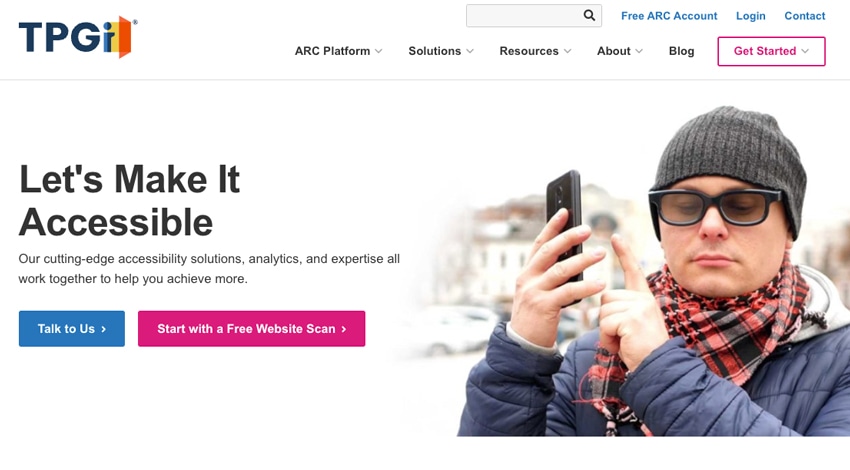 TPGi®
Free ARC Account
Login
Contact
ARC Platform
Solutions
Resources
About
Blog
Get Started
Let's Make It
Accessible
Our cutting-edge accessibility solutions, analytics, and expertise all
work together to help you achieve more.
Talk to Us ›
Start with a Free Website Scan ›